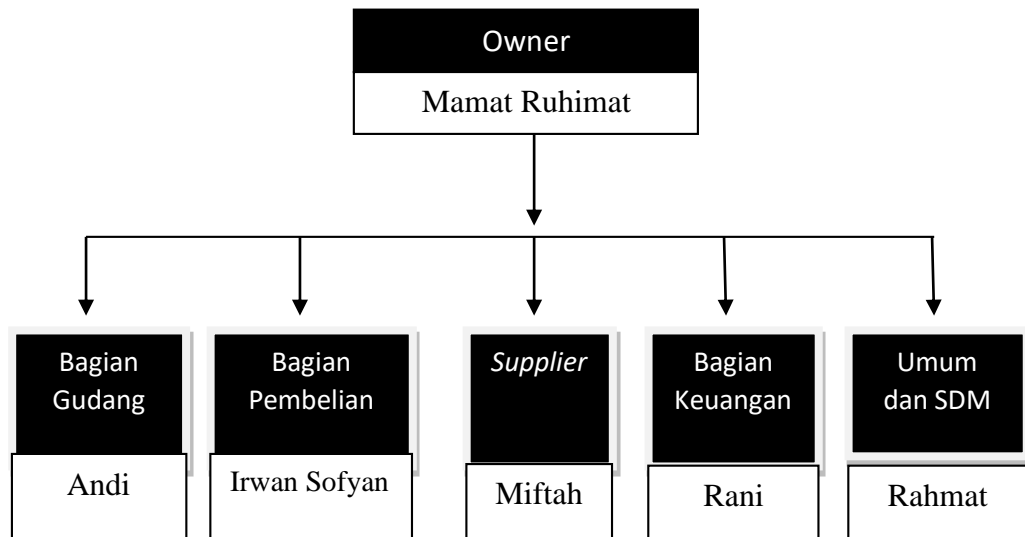 Owner
Mamat Ruhimat
Bagian
Gudang
Andi
Bagian
Pembelian
Irwan Sofyan
Supplier
Miftah
Bagian
Keuangan
Rani
Umum
dan SDM
Rahmat